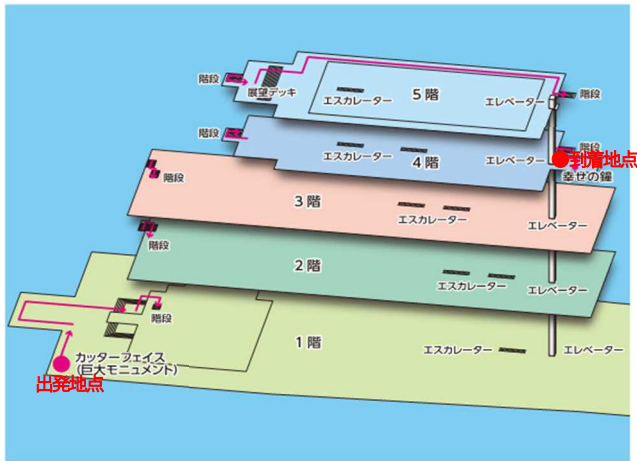 階段
展望デッキ
エスカレーター
5階
エレベーター
階段
階段
エスカレーター
4階
エレベーター
階段
到着地点
幸せの鐘
階段
3階
エスカレーター
エレベーター
階段
2階
エスカレーター
エレベーター
階段
1階
エスカレーター
エレベーター
カッターフェイス
(巨大モニュメント)
出発地点